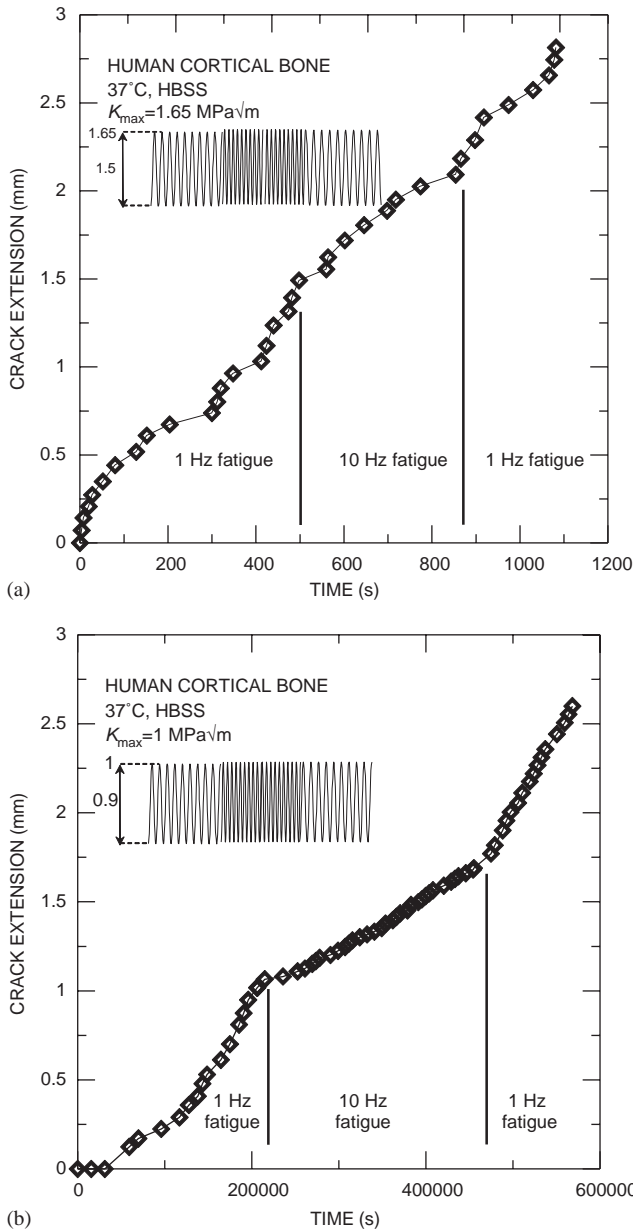 3
HUMAN CORTICAL BONE
37°C, HBSS
Kmax=1.65 MPa√m
2.5
1.65
1.5
2
CRACK EXTENSION (mm)
1.5
1
0.5
1 Hz fatigue
10 Hz fatigue
1 Hz fatigue
0
0 200 400 600 800 1000 1200
(a)
TIME (s)
3
HUMAN CORTICAL BONE
37°C, HBSS
2.5
Kmax=1 MPa√m
1
0.9
2
CRACK EXTENSION (mm)
1.5
1
0.5
1 Hz fatigue
10 Hz fatigue
1 Hz fatigue
0
0 200000 400000 600000
(b)
TIME (s)